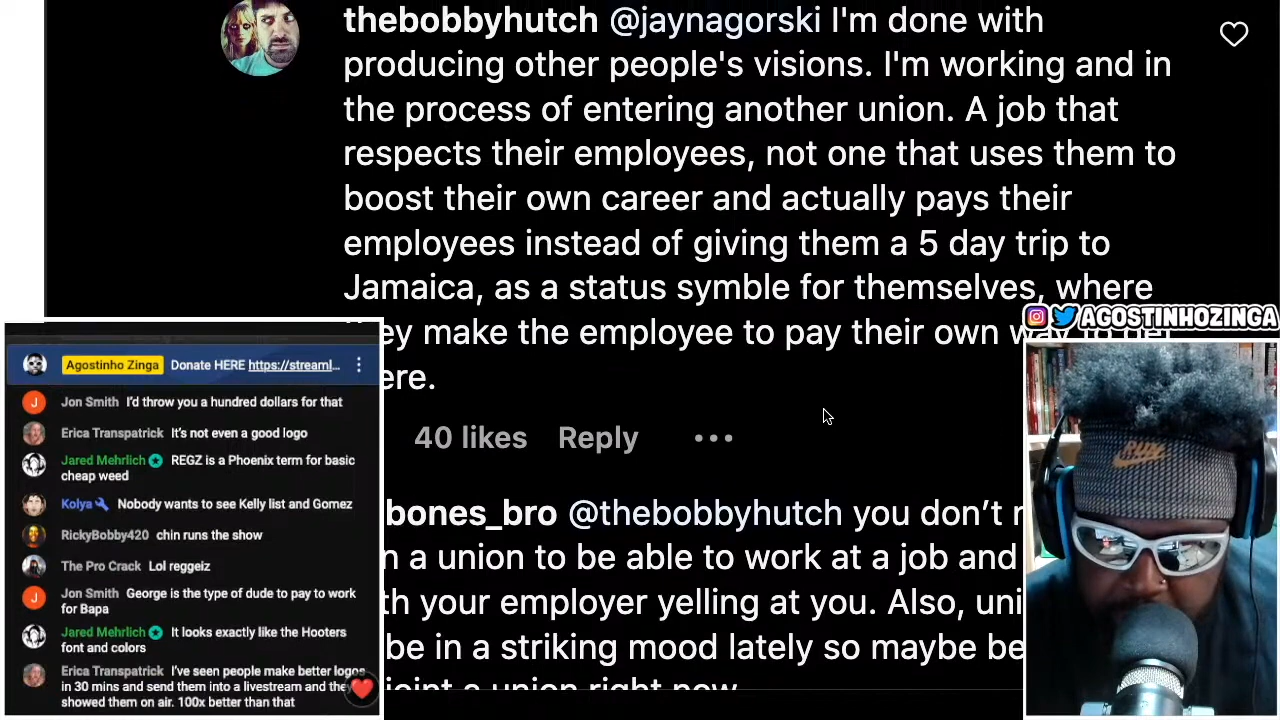 thebobbyhutch @jaynagorski I'm done with
producing other people's visions. I'm working and in
the process of entering another union. A job that
respects their employees, not one that uses them to
boost their own career and actually pays their
employees instead of giving them a 5 day trip to
Jamaica, as a status symble for themselves, where
they make the employee to pay their own way to get
ere.
40 likes Reply •••
bones_bro @thebobbyhutch you don't
n a union to be able to work at a job and
th your employer yelling at you. Also, uni
be in a striking mood lately so maybe be
joint a union right now
AGOSTINHOZINGA
Agostinho Zinga Donate HERE https://streaml...
J Jon Smith I'd throw you a hundred dollars for that
Erica Transpatrick It's not even a good logo
Jared Mehrlich REGZ is a Phoenix term for basic
cheap weed
Kolya Nobody wants to see Kelly list and Gomez
RickyBobby420 chin runs the show
The Pro Crack Lol reggeiz
J Jon Smith George is the type of dude to pay to work
for Bapa
Jared Mehrlich It looks exactly like the Hooters
font and colors
Erica Transpatrick I've seen people make better logos
in 30 mins and send them into a livestream and they
showed them on air. 100x better than that
RUN